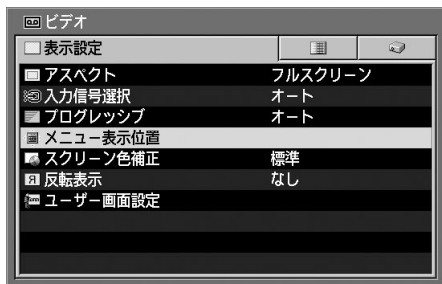 ビデオ
表示設定
アスペクト フルスクリーン
入力信号選択 オート
プログレッシブ オート
メニュー表示位置
スクリーン色補正 標準
反転表示 なし
ユーザー画面設定